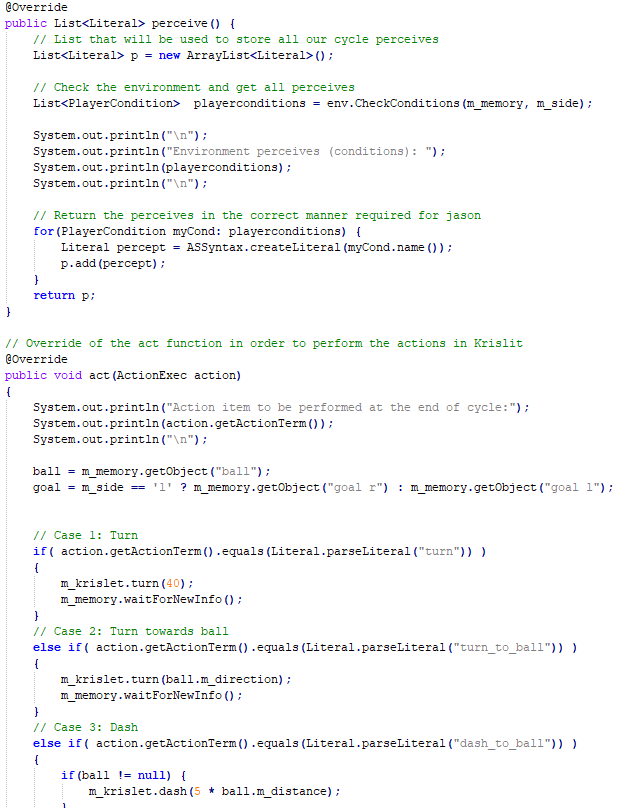 @Override
public List<Literal> perceive() {
// List that will be used to store all our cycle perceives
List<Literal> p = new ArrayList<Literal>();
// Check the environment and get all perceives
List<PlayerCondition>  playerconditions = env.CheckConditions(m_memory, m_side);
System.out.println("\n");
System.out.println("Environment perceives (conditions): ");
System.out.println(playerconditions);
System.out.println("\n");
// Return the perceives in the correct manner required for jason
for(PlayerCondition myCond: playerconditions) {
Literal percept = ASSyntax.createLiteral(myCond.name());
p.add(percept);
}
return p;
}
// Override of the act function in order to perform the actions in Krislit
@Override
public void act(ActionExec action)
{
System.out.println("Action item to be performed at the end of cycle:");
System.out.println(action.getActionTerm());
System.out.println("\n");
ball = m_memory.getObject("ball");
goal = m_side == 'l' ? m_memory.getObject("goal r") : m_memory.getObject("goal l");
// Case 1: Turn
if( action.getActionTerm().equals(Literal.parseLiteral("turn")) )
{
m_krislet.turn(40);
m_memory.waitForNewInfo();
}
// Case 2: Turn towards ball
else if( action.getActionTerm().equals(Literal.parseLiteral("turn_to_ball")) )
{
m_krislet.turn(ball.m_direction);
m_memory.waitForNewInfo();
}
// Case 3: Dash
else if( action.getActionTerm().equals(Literal.parseLiteral("dash_to_ball")) )
{
if(ball != null) {
m_krislet.dash(5 * ball.m_distance);
}